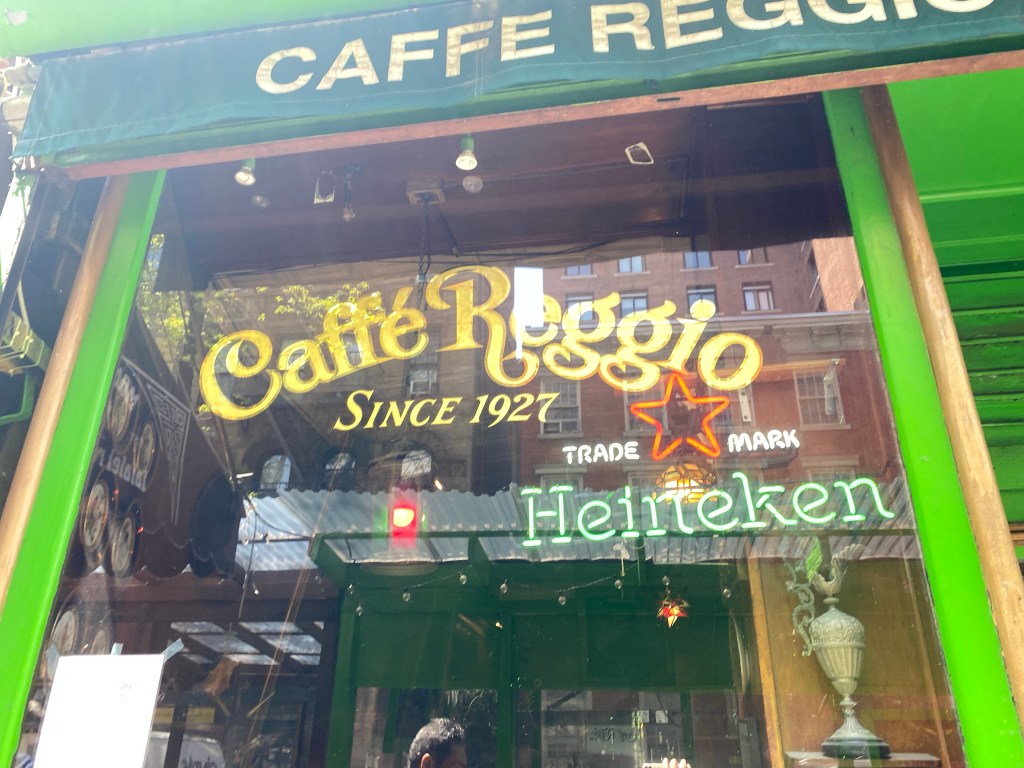 CAFFE REGGIO
Caffé Reggio
SINCE 1927
TRADE MARK
Heineken